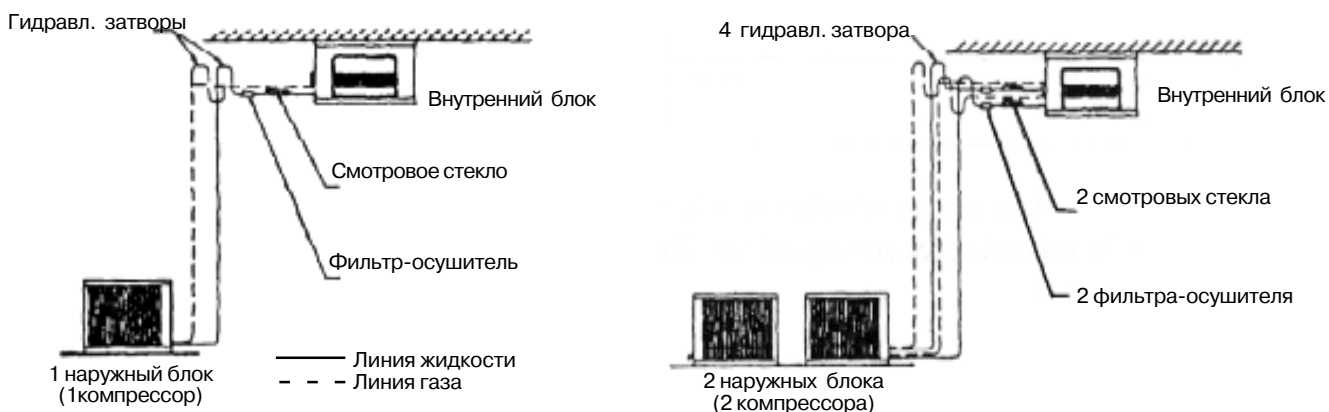 Гидравл. затворы
Внутренний блок
Смотровое стекло
Фильтр-осушитель
1 наружный блок
(1компрессор)
Линия жидкости
Линия газа
4 гидравл. затвора
Внутренний блок
2 смотровых стекла
2 фильтра-осушителя
2 наружных блока
(2 компрессора)